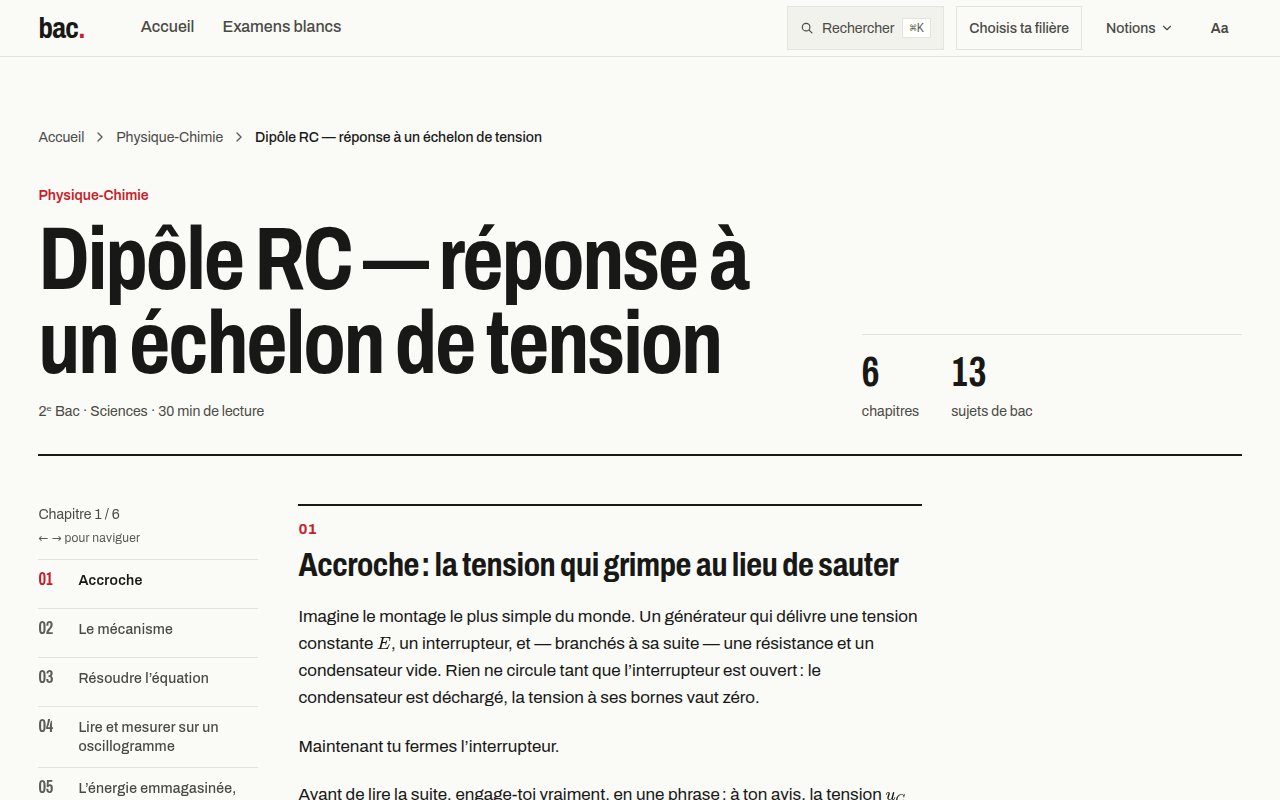 bac.
Accueil
Examens blancs
Rechercher ⌘K
Choisis ta filière
Notions
Aa
Accueil > Physique-Chimie > Dipôle RC — réponse à un échelon de tension
Physique-Chimie
Dipôle RC — réponse à
un échelon de tension
2ᵉ Bac · Sciences · 30 min de lecture
6
chapitres
13
sujets de bac
Chapitre 1 / 6
← → pour naviguer
01 Accroche
02 Le mécanisme
03 Résoudre l’équation
04 Lire et mesurer sur un
oscillogramme
05 L’énergie emmagasinée,
01
Accroche : la tension qui grimpe au lieu de sauter
Imagine le montage le plus simple du monde. Un générateur qui délivre une tension
constante E, un interrupteur, et — branchés à sa suite — une résistance et un
condensateur vide. Rien ne circule tant que l’interrupteur est ouvert : le
condensateur est déchargé, la tension à ses bornes vaut zéro.
Maintenant tu fermes l’interrupteur.
Avant de lire la suite, engage-toi vraiment, en une phrase : à ton avis, la tension u_C